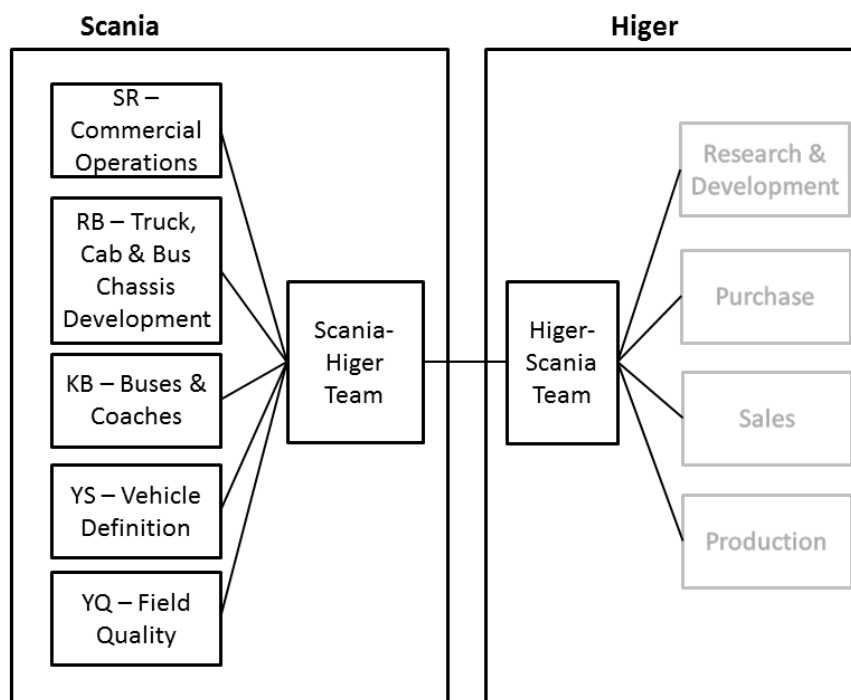 Scania
Higer
SR –
Commercial
Operations
RB – Truck,
Cab & Bus
Chassis
Development
KB – Buses &
Coaches
YS – Vehicle
Definition
YQ – Field
Quality
Scania-
Higer
Team
Higer-
Scania
Team
Research &
Development
Purchase
Sales
Production